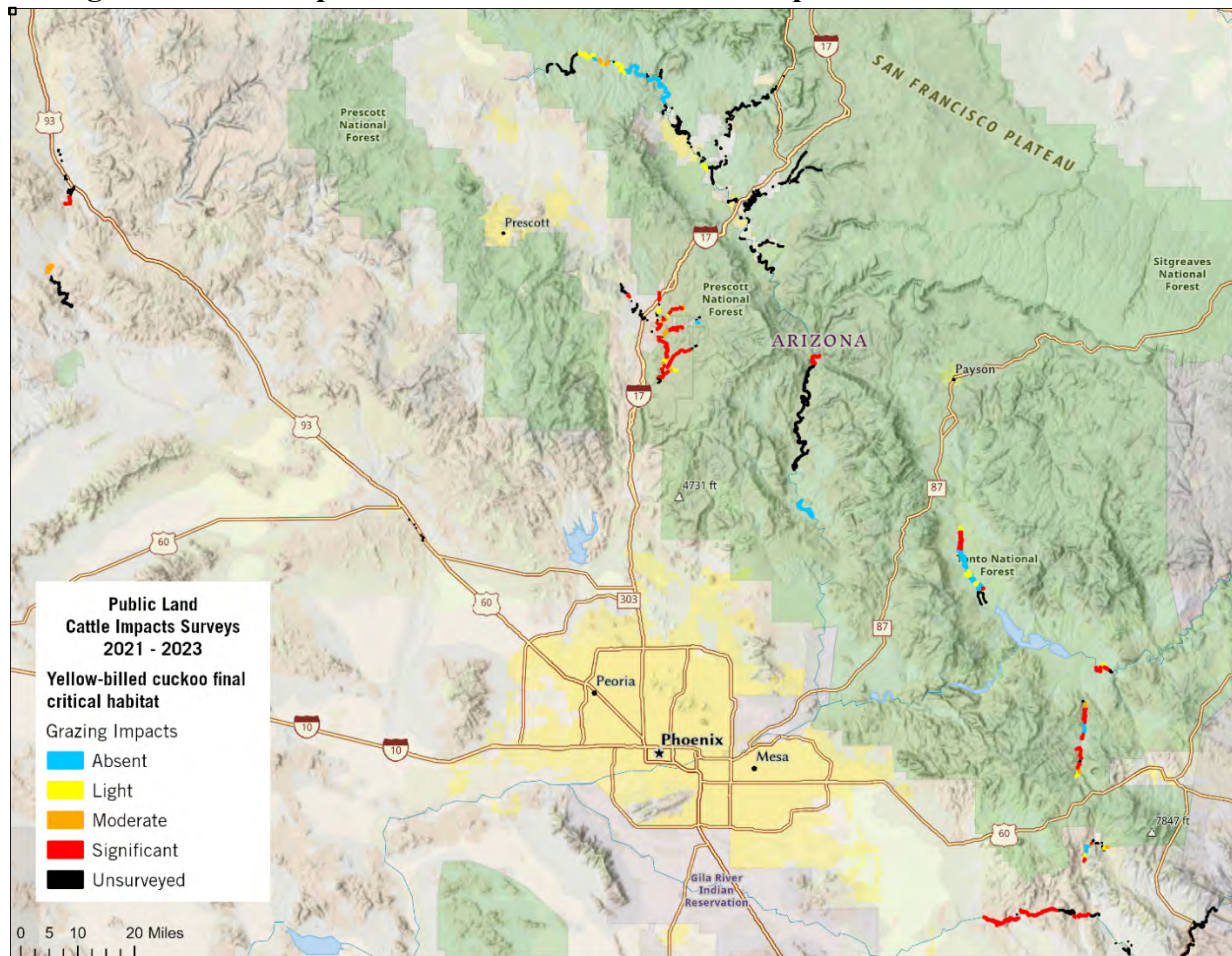 17
SAN FRANCISCO PLATEAU
93
Prescott
National
Forest
Prescott
17
Sitgreaves
National
Forest
Prescott
National
Forest
ARIZONA
Payson
17
93
4731 ft
87
National
Forest
60
303
60
87
Public Land
Cattle Impacts Surveys
2021 - 2023
Yellow-billed cuckoo final
critical habitat
Grazing Impacts
Absent
Light
Moderate
Significant
Unsurveyed
Peoria
10
10
Phoenix
Mesa
60
7847 ft
Gila River
Indian
Reservation
0 5 10 20 Miles